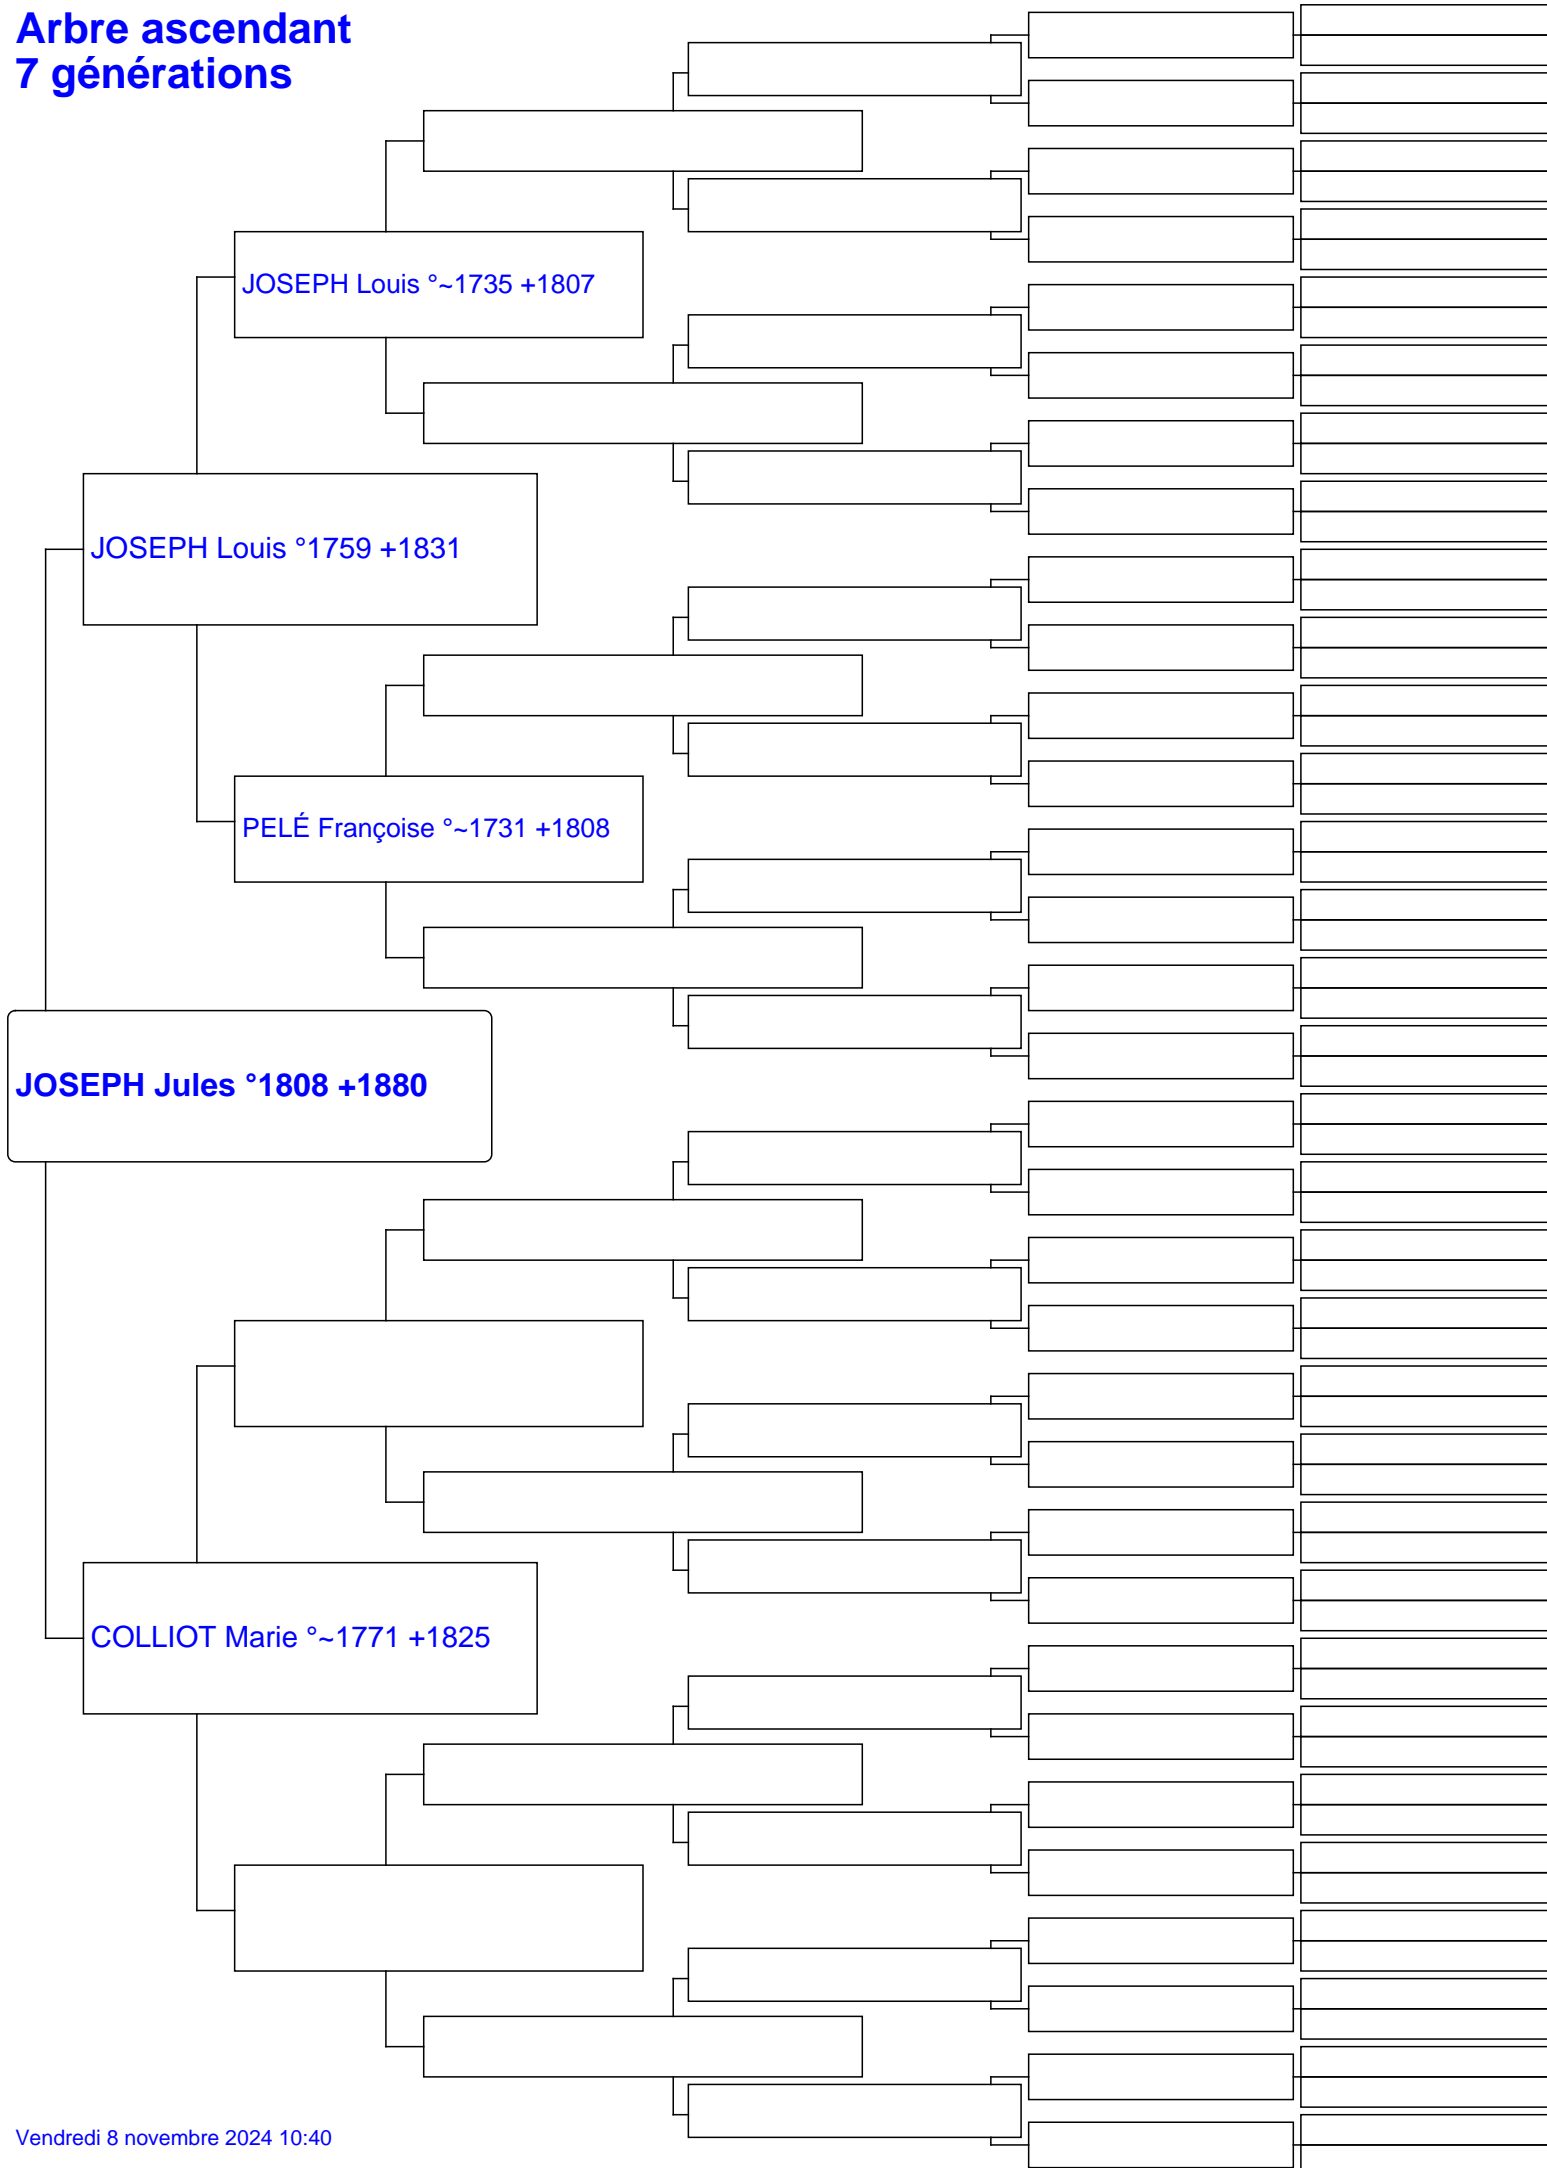 Arbre ascendant
7 générations
JOSEPH Louis °~1735 +1807
JOSEPH Louis °1759 +1831
PELÉ Françoise °~1731 +1808
JOSEPH Jules °1808 +1880
COLLIOT Marie °~1771 +1825
Vendredi 8 novembre 2024 10:40